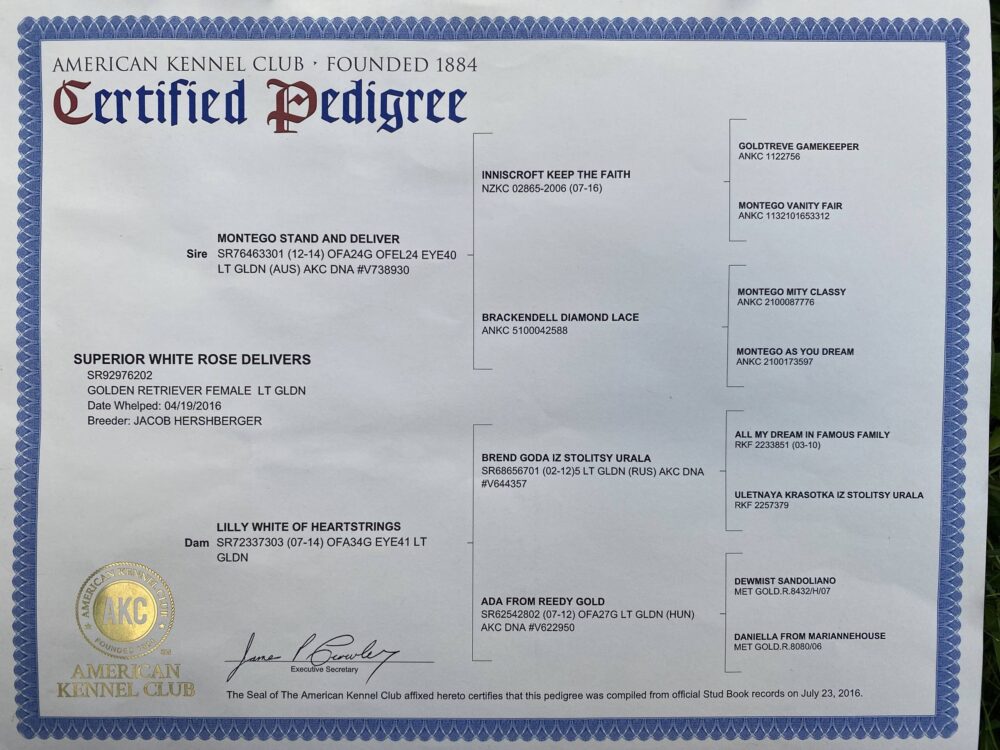 AMERICAN KENNEL CLUB · FOUNDED 1884
Certified Pedigree
GOLDTREVE GAMEKEEPER
ANKC 1122756
INNISCROFT KEEP THE FAITH
NZKC 02865-2006 (07-16)
MONTEGO VANITY FAIR
ANKC 1132101653312
MONTEGO STAND AND DELIVER
Sire SR76463301 (12-14) OFA24G OFEL24 EYE40
LT GLDN (AUS) AKC DNA #V738930
MONTEGO MITY CLASSY
ANKC 2100087776
BRACKENDELL DIAMOND LACE
ANKC 5100042588
MONTEGO AS YOU DREAM
ANKC 2100173597
SUPERIOR WHITE ROSE DELIVERS
SR92976202
GOLDEN RETRIEVER FEMALE LT GLDN
Date Whelped: 04/19/2016
Breeder: JACOB HERSHBERGER
ALL MY DREAM IN FAMOUS FAMILY
RKF 2233851 (03-10)
BREND GODA IZ STOLITSY URALA
SR68656701 (02-12)5 LT GLDN (RUS) AKC DNA
#V644357
ULETNAYA KRASOTKA IZ STOLITSY URALA
RKF 2257379
LILLY WHITE OF HEARTSTRINGS
Dam SR72337303 (07-14) OFA34G EYE41 LT
GLDN
DEWMIST SANDOLIANO
MET GOLD.R.8432/H/07
ADA FROM REEDY GOLD
SR62542802 (07-12) OFA27G LT GLDN (HUN)
AKC DNA #V622950
DANIELLA FROM MARIANNEHOUSE
MET GOLD.R.8080/06
AMERICAN KENNEL CLUB
AKC
FOUNDED 1884
SM
AMERICAN
KENNEL CLUB
James P Crowley
Executive Secretary
The Seal of The American Kennel Club affixed hereto certifies that this pedigree was compiled from official Stud Book records on July 23, 2016.